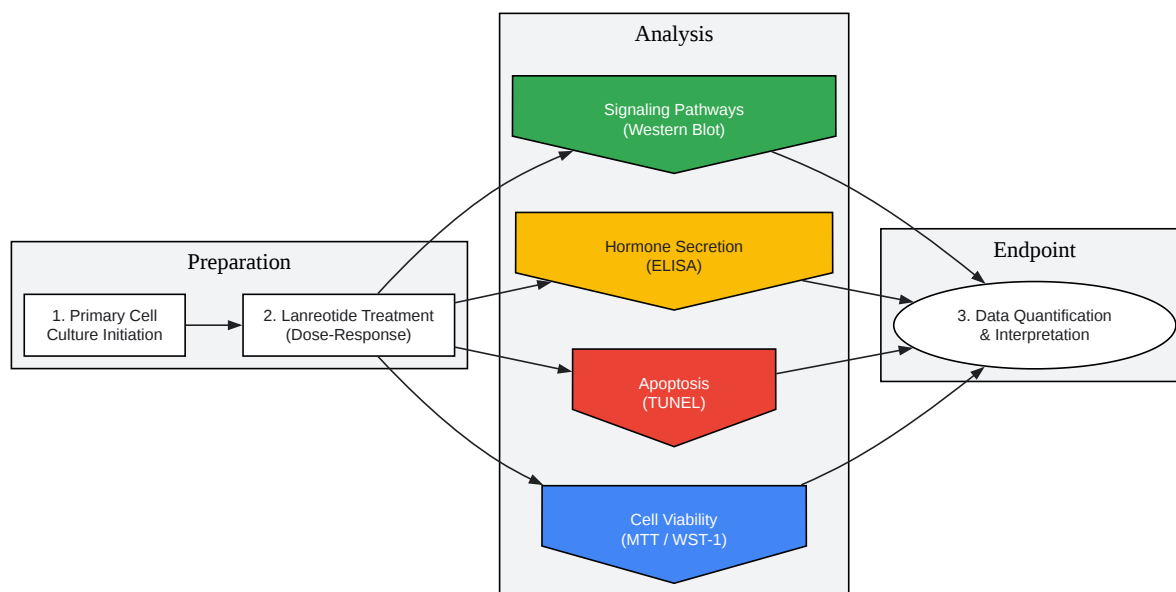 Preparation
1. Primary Cell
Culture Initiation
2. Lanreotide Treatment
(Dose-Response)
Analysis
Signaling Pathways
(Western Blot)
Hormone Secretion
(ELISA)
Apoptosis
(TUNEL)
Cell Viability
(MTT / WST-1)
Endpoint
3. Data Quantification
& Interpretation